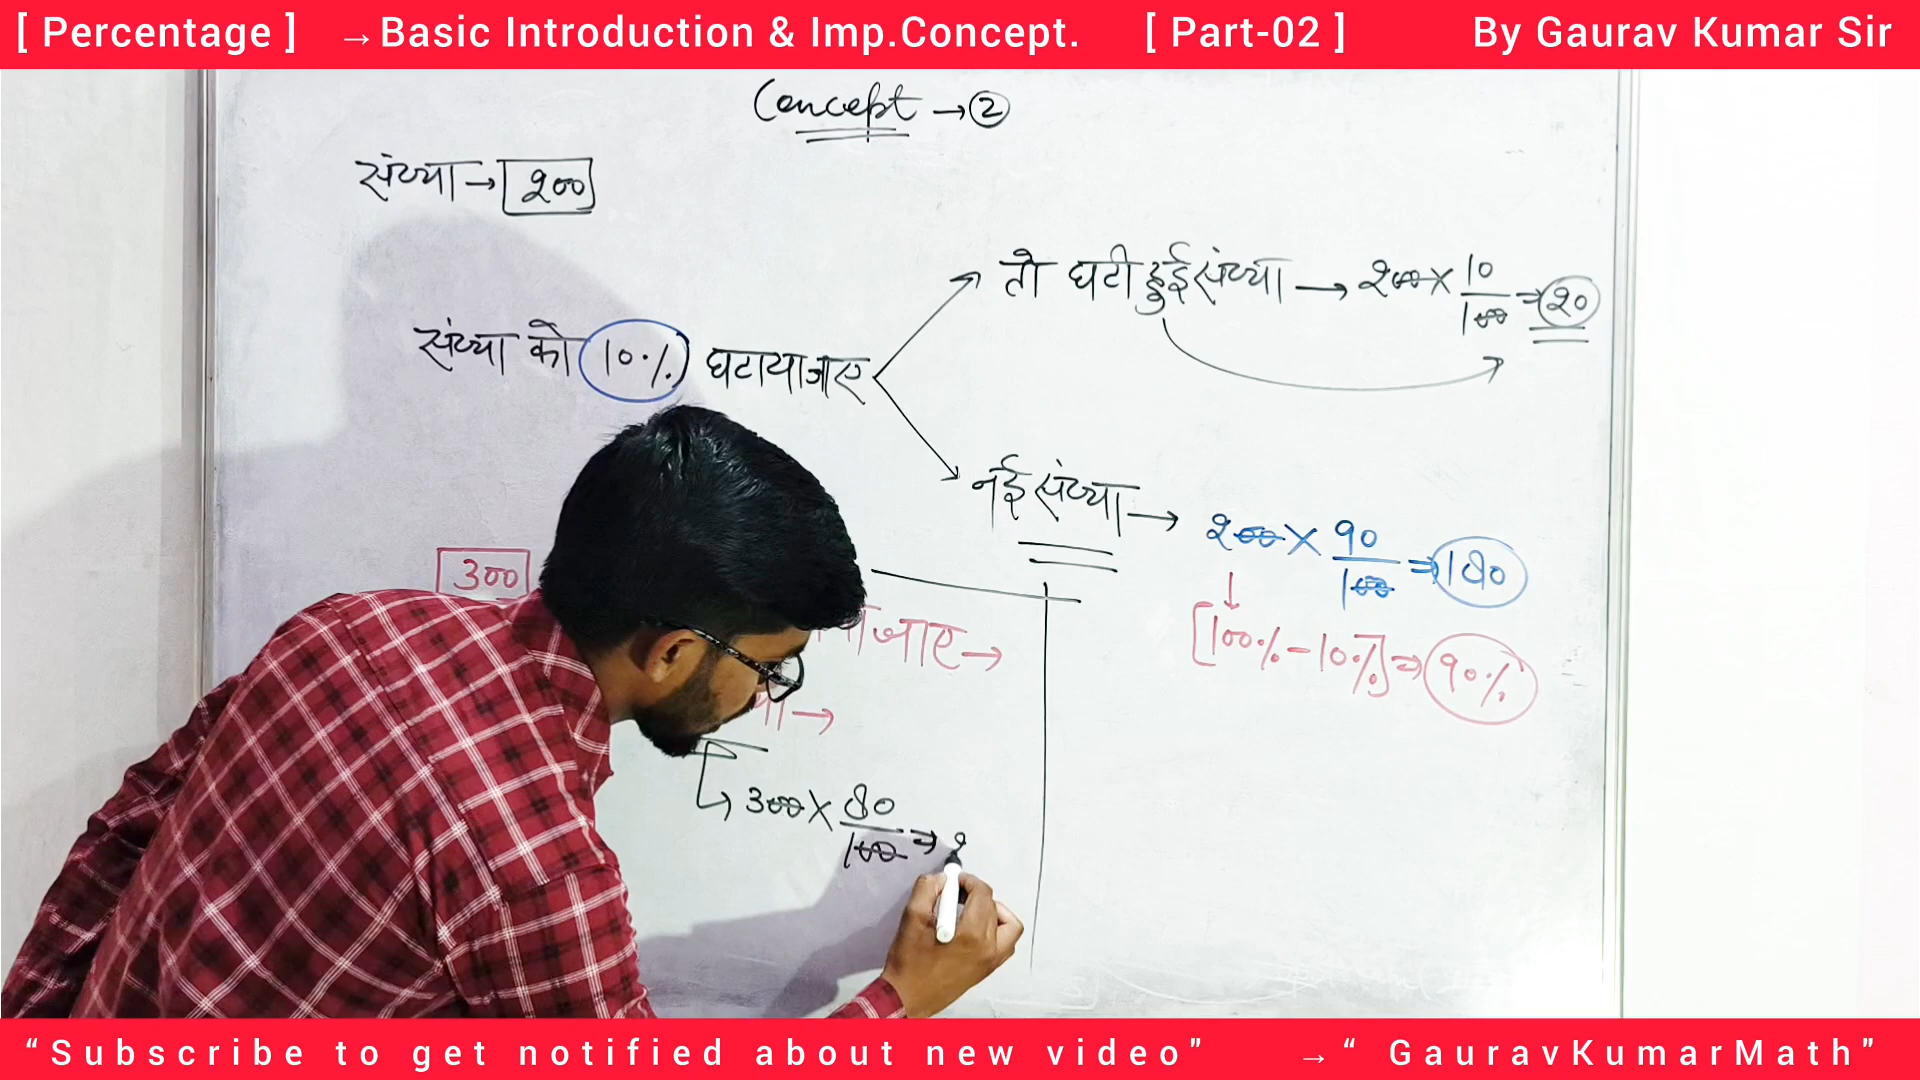 [ Percentage ] →Basic Introduction & Imp.Concept. [ Part-02 ] By Gaurav Kumar Sir
Concept → ②
संख्या → 200
तो घटी हुई संख्या → 200 × 10/100 ⇒ 20
संख्या को 10% घटाया जाए
नई संख्या → 200 × 90/100 ⇒ 180
[100% - 10%] ⇒ 90%
300
जाए →
→
300 × 80/100 ⇒ 2
“Subscribe to get notified about new video” →“ GauravKumarMath”